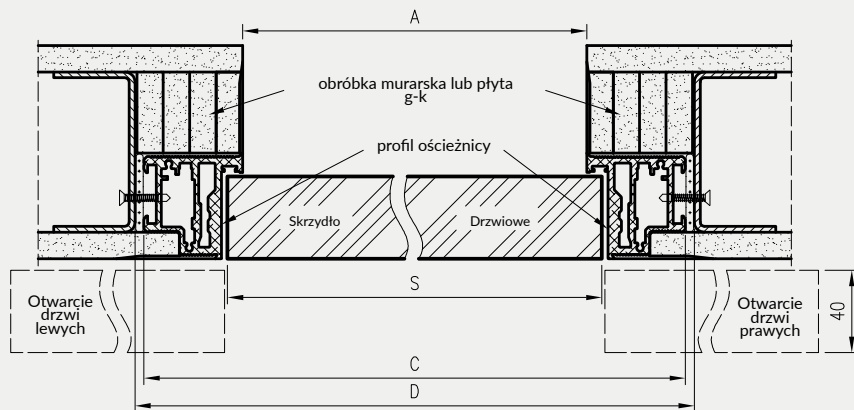 A
obróbka murarska lub płyta
g-k
profil ościeżnicy
Skrzydło
Drzwiowe
S
Otwarcie
drzwi
lewych
Otwarcie
drzwi
prawych
40
C
D